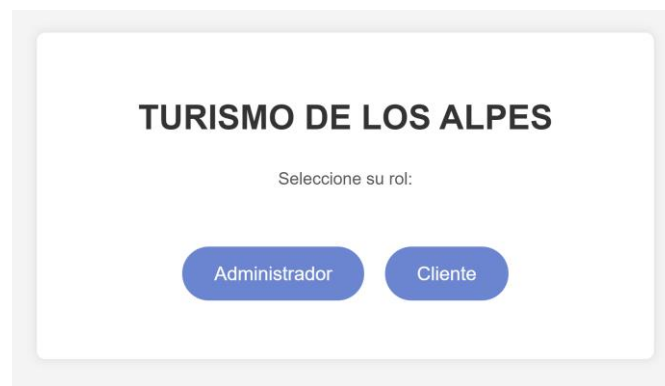 TURISMO DE LOS ALPES
Seleccione su rol:
Administrador Cliente